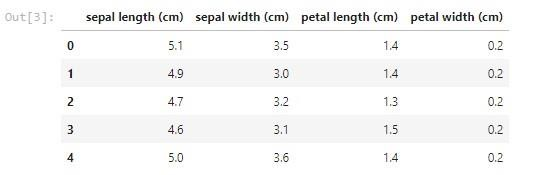 Out[3]: sepal length (cm) sepal width (cm) petal length (cm) petal width (cm)
0 5.1 3.5 1.4 0.2
1 4.9 3.0 1.4 0.2
2 4.7 3.2 1.3 0.2
3 4.6 3.1 1.5 0.2
4 5.0 3.6 1.4 0.2